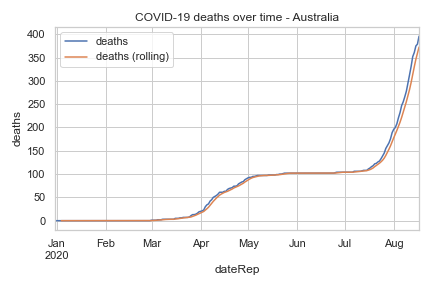 COVID-19 deaths over time - Australia
deaths
deaths (rolling)
400
350
300
250
200
150
100
50
0
deaths
Jan Feb Mar Apr May Jun Jul Aug
2020
dateRep